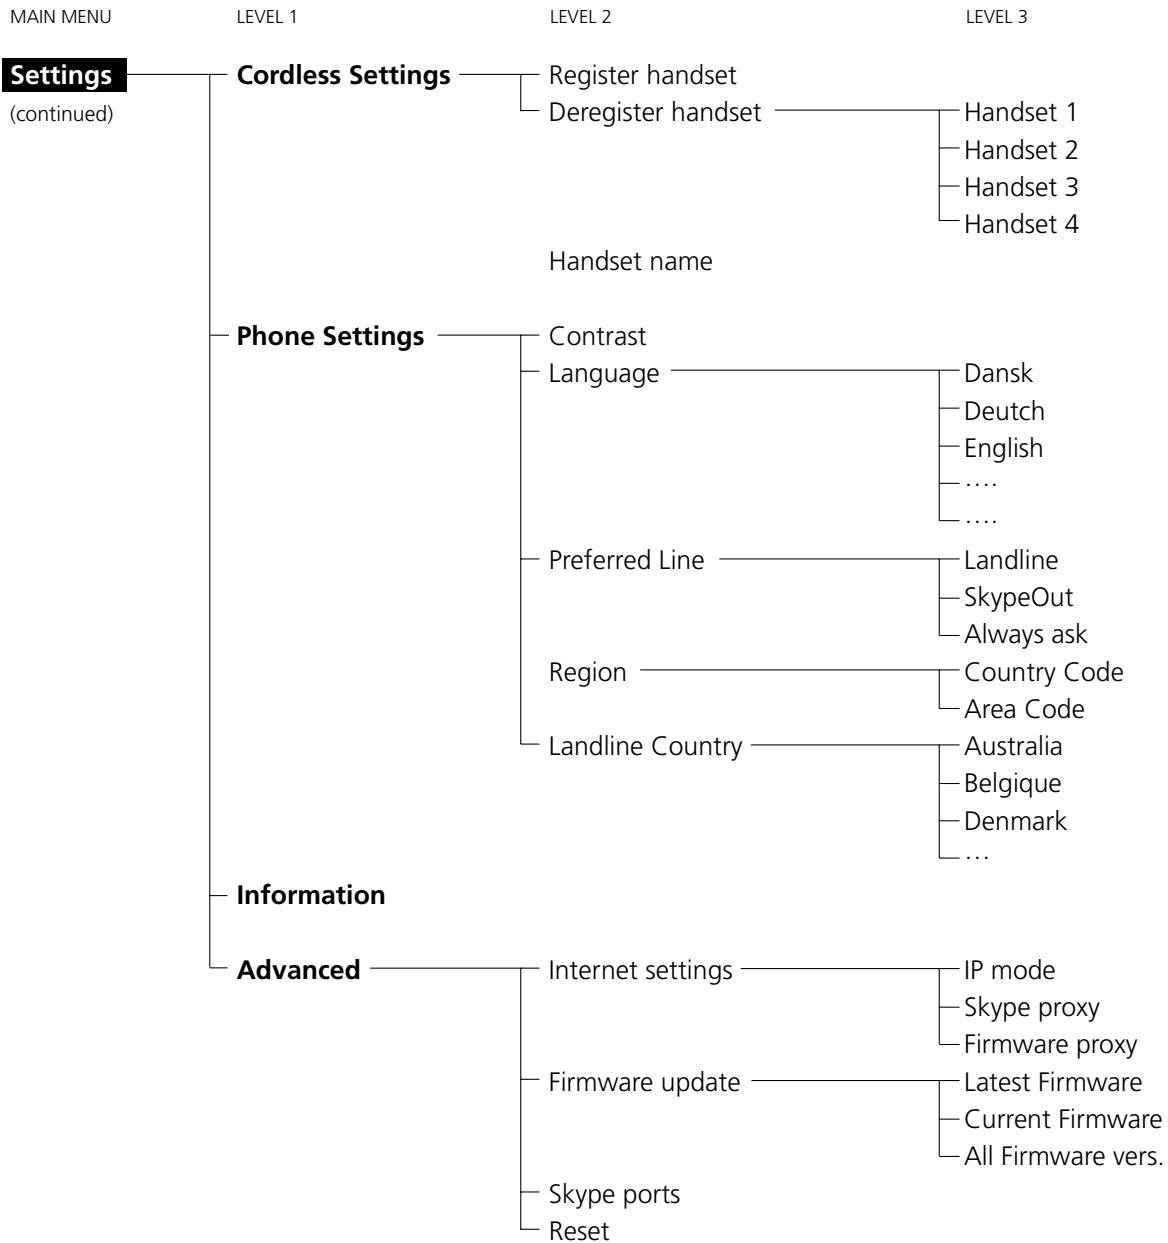 MAIN MENU LEVEL 1 LEVEL 2 LEVEL 3
Settings Cordless Settings Register handset
(continued) Deregister handset Handset 1
Handset 2
Handset 3
Handset 4
Handset name
Phone Settings Contrast
Language Dansk
Deutch
English
....
....
Preferred Line Landline
SkypeOut
Always ask
Region Country Code
Area Code
Landline Country Australia
Belgique
Denmark
...
Information
Advanced Internet settings IP mode
Skype proxy
Firmware proxy
Firmware update Latest Firmware
Current Firmware
All Firmware vers.
Skype ports
Reset